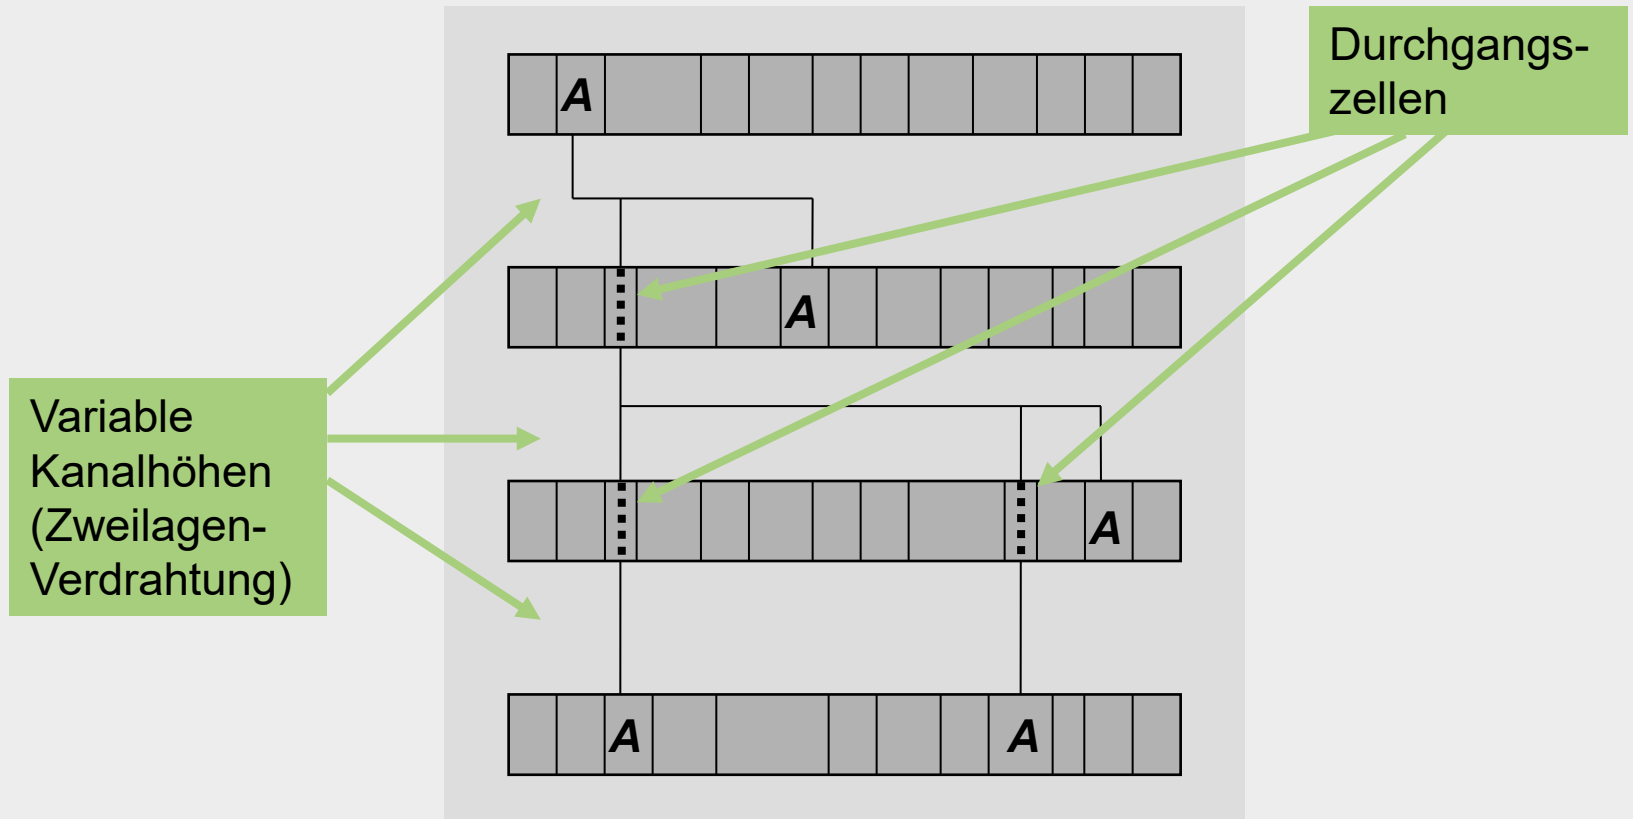 Durchgangs-
zellen
A
A
Variable
Kanalhöhen
(Zweilagen-
Verdrahtung)
A
A
A